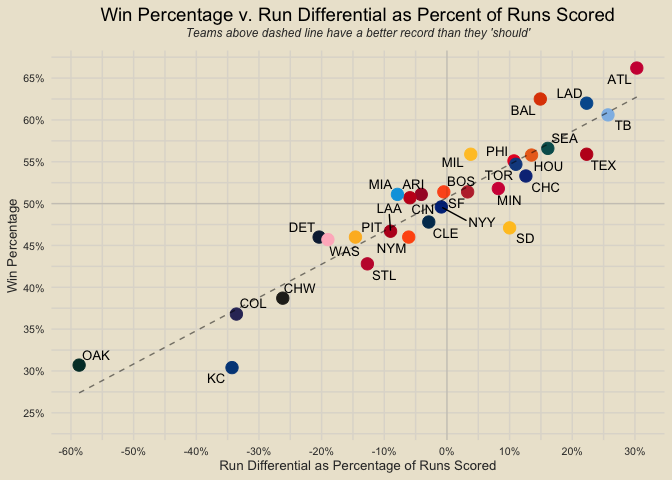 Win Percentage v. Run Differential as Percent of Runs Scored
Teams above dashed line have a better record than they 'should'
Win Percentage
65%
60%
55%
50%
45%
40%
35%
30%
25%
ATL
LAD
BAL
TB
SEA
PHI
MIL
HOU
TEX
TOR
CHC
MIA
ARI
BOS
MIN
LAA
CIN
SF
NYY
DET
PIT
CLE
SD
WAS
NYM
STL
CHW
COL
OAK
KC
-60%
-50%
-40%
-30%
-20%
-10%
0%
10%
20%
30%
Run Differential as Percentage of Runs Scored